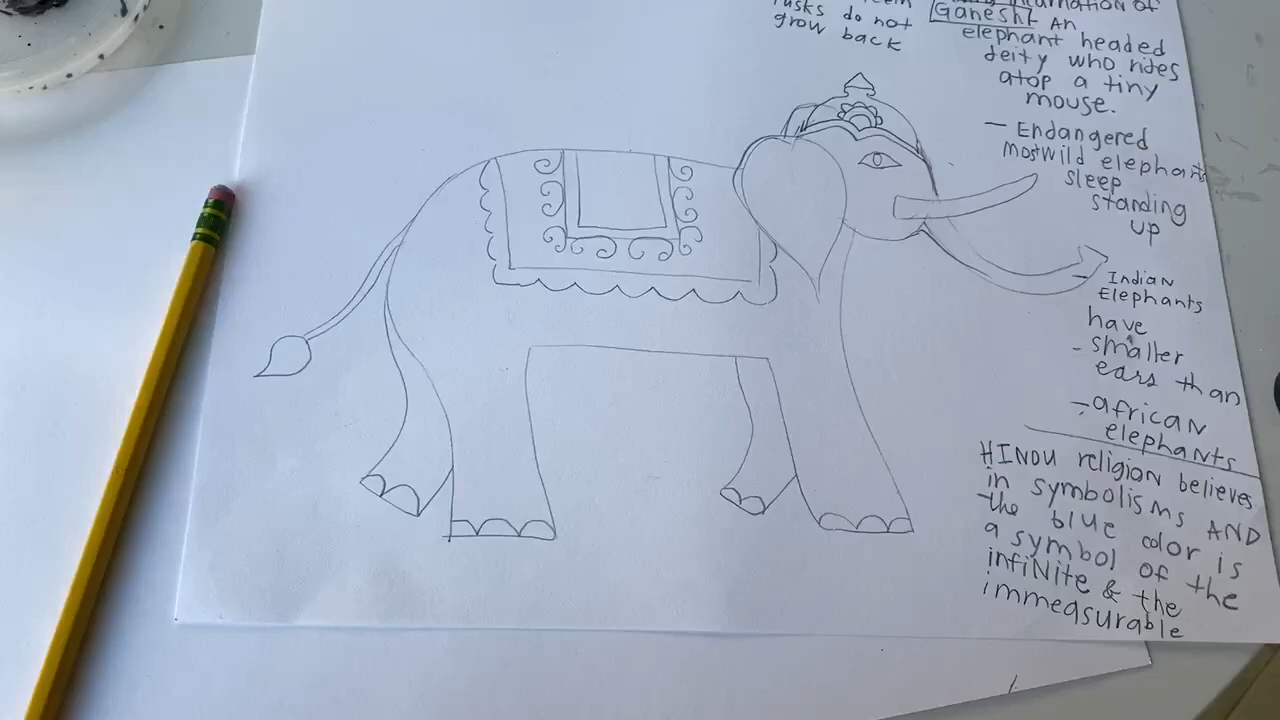 Tusks do not
grow back
incarnation of
Ganesh! An
elephant headed
deity who rides
atop a tiny
mouse.
- Endangered
most wild elephants
sleep
standing
up
- Indian
Elephants
have
- smaller
ears than
- african
elephants
HINDU religion believes
in symbolisms AND
the blue color is
a symbol of the
infiNite & the
immeasurable